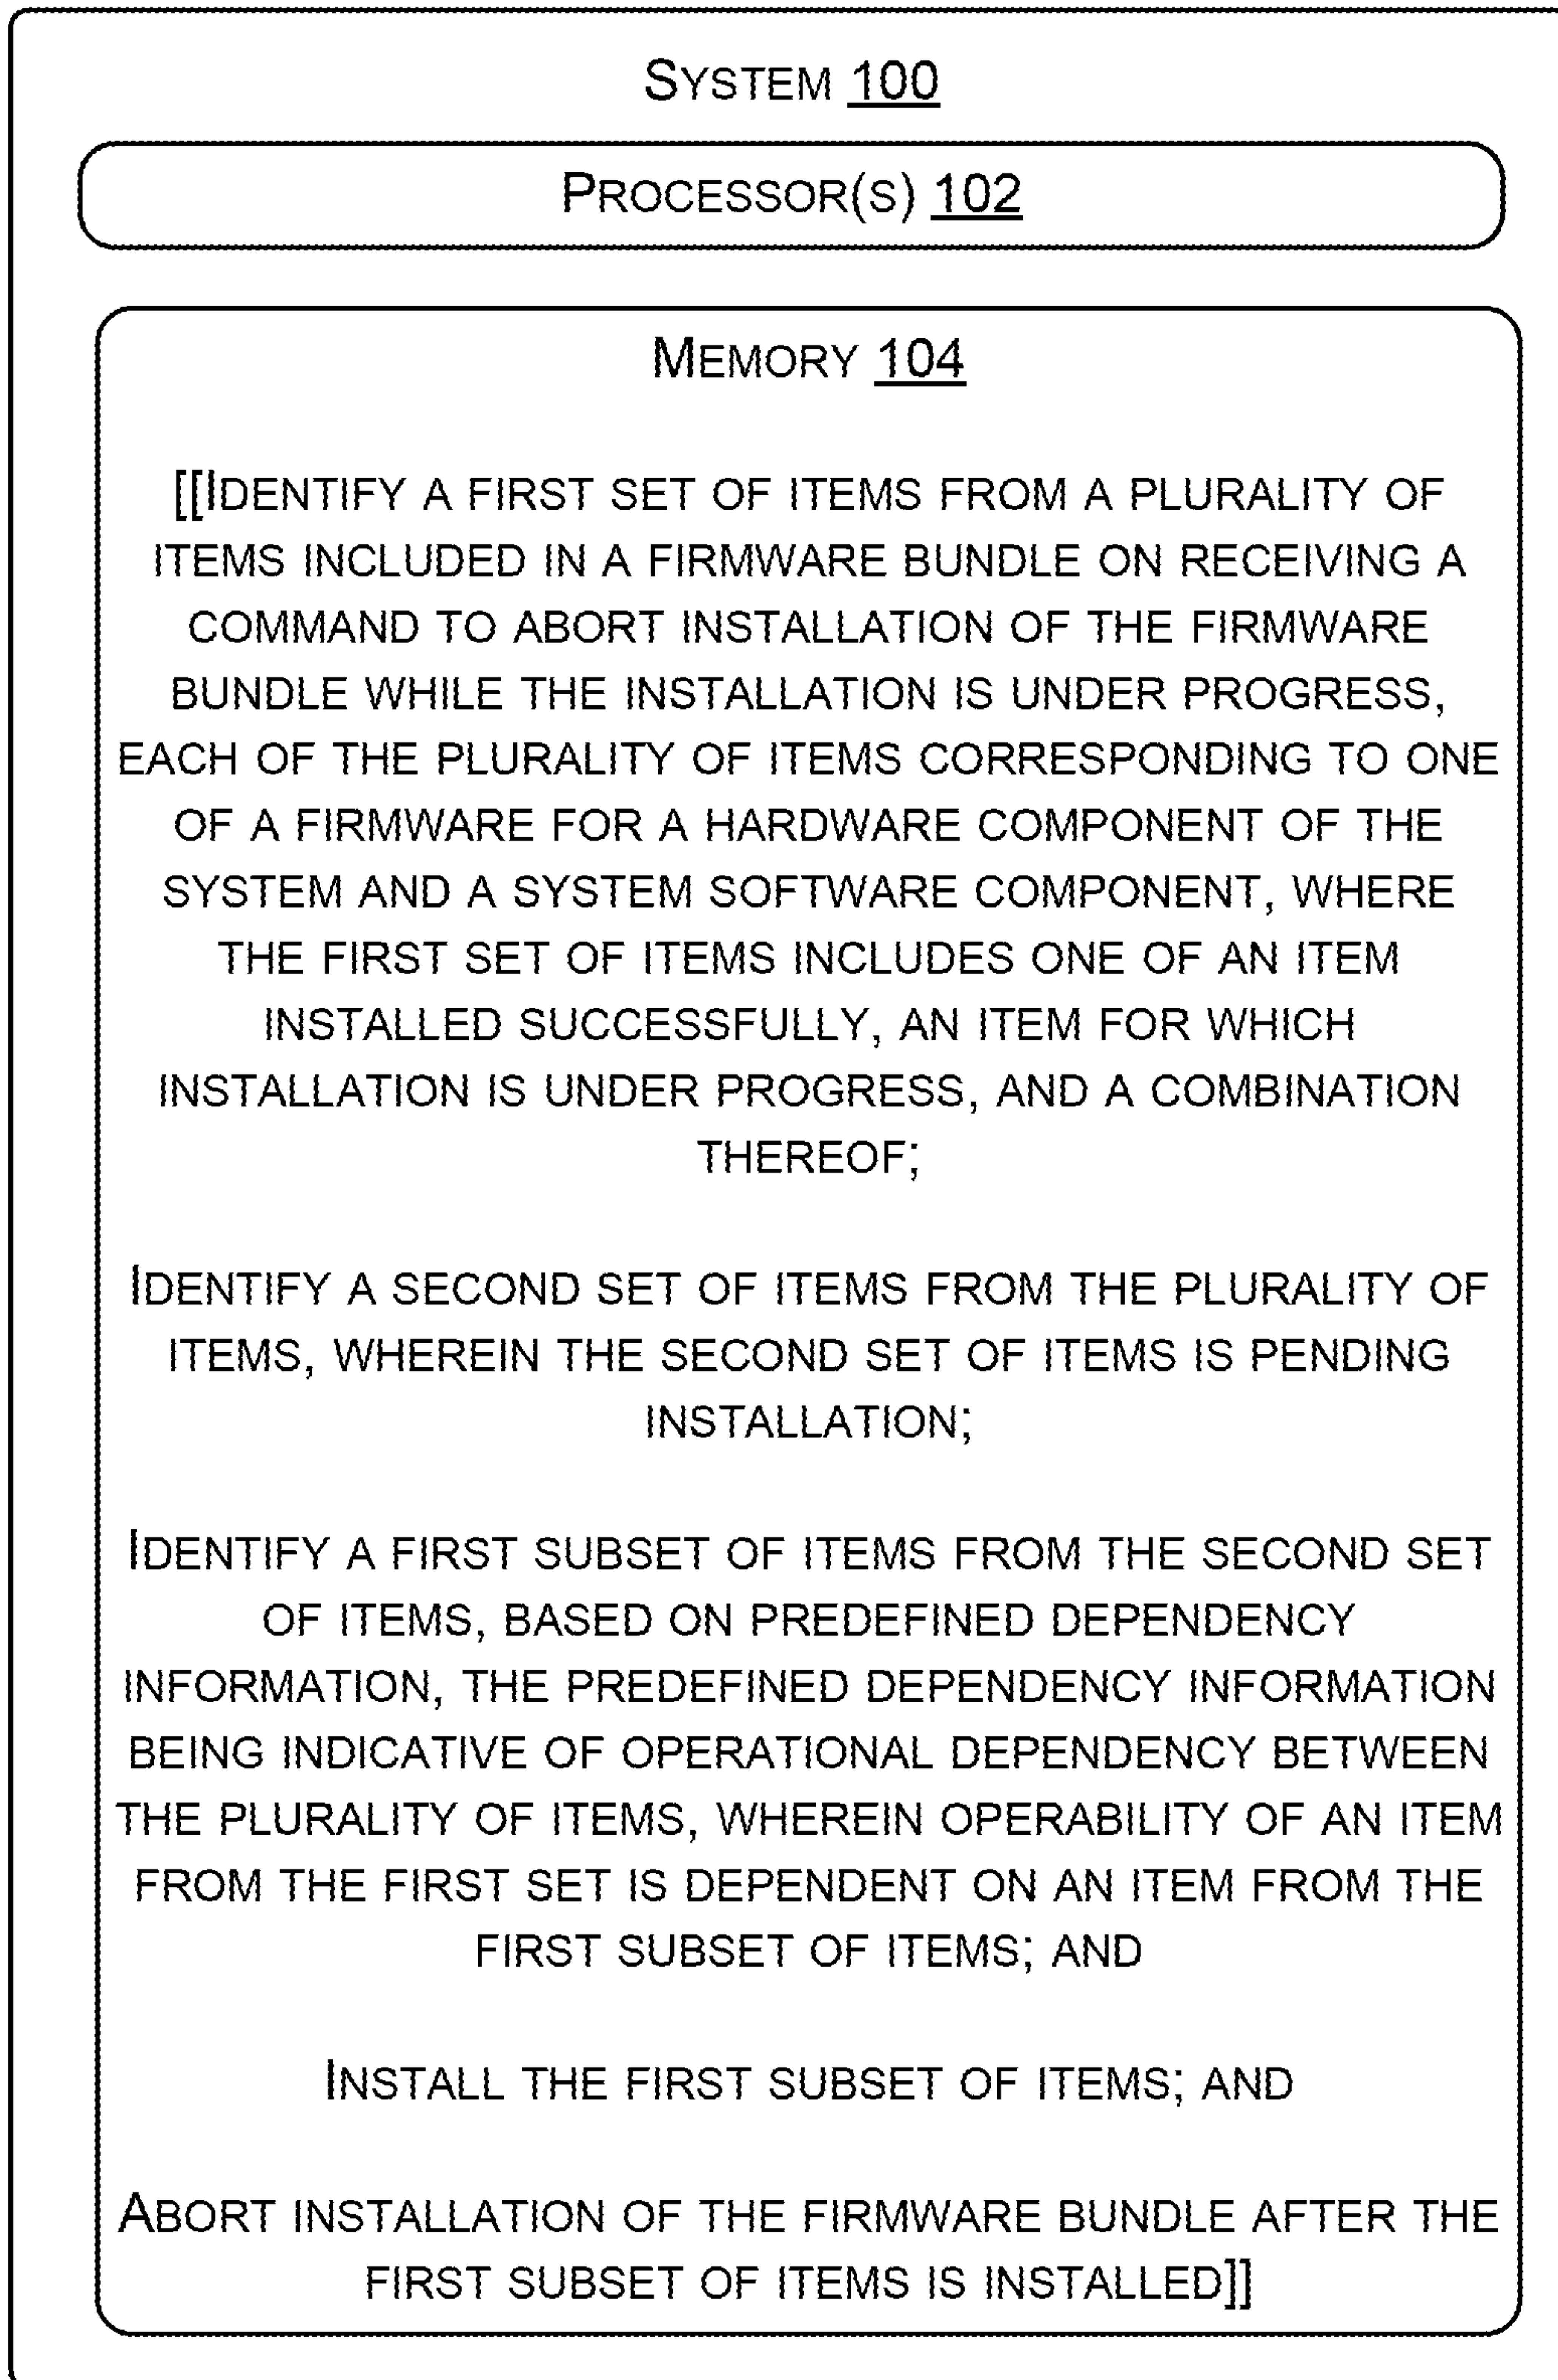 SYSTEM 100
PROCESSOR(S) 102
MEMORY 104
[[IDENTIFY A FIRST SET OF ITEMS FROM A PLURALITY OF
ITEMS INCLUDED IN A FIRMWARE BUNDLE ON RECEIVING A
COMMAND TO ABORT INSTALLATION OF THE FIRMWARE
BUNDLE WHILE THE INSTALLATION IS UNDER PROGRESS,
EACH OF THE PLURALITY OF ITEMS CORRESPONDING TO ONE
OF A FIRMWARE FOR A HARDWARE COMPONENT OF THE
SYSTEM AND A SYSTEM SOFTWARE COMPONENT, WHERE
THE FIRST SET OF ITEMS INCLUDES ONE OF AN ITEM
INSTALLED SUCCESSFULLY, AN ITEM FOR WHICH
INSTALLATION IS UNDER PROGRESS, AND A COMBINATION
THEREOF;
IDENTIFY A SECOND SET OF ITEMS FROM THE PLURALITY OF
ITEMS, WHEREIN THE SECOND SET OF ITEMS IS PENDING
INSTALLATION;
IDENTIFY A FIRST SUBSET OF ITEMS FROM THE SECOND SET
OF ITEMS, BASED ON PREDEFINED DEPENDENCY
INFORMATION, THE PREDEFINED DEPENDENCY INFORMATION
BEING INDICATIVE OF OPERATIONAL DEPENDENCY BETWEEN
THE PLURALITY OF ITEMS, WHEREIN OPERABILITY OF AN ITEM
FROM THE FIRST SET IS DEPENDENT ON AN ITEM FROM THE
FIRST SUBSET OF ITEMS; AND
INSTALL THE FIRST SUBSET OF ITEMS; AND
ABORT INSTALLATION OF THE FIRMWARE BUNDLE AFTER THE
FIRST SUBSET OF ITEMS IS INSTALLED]]